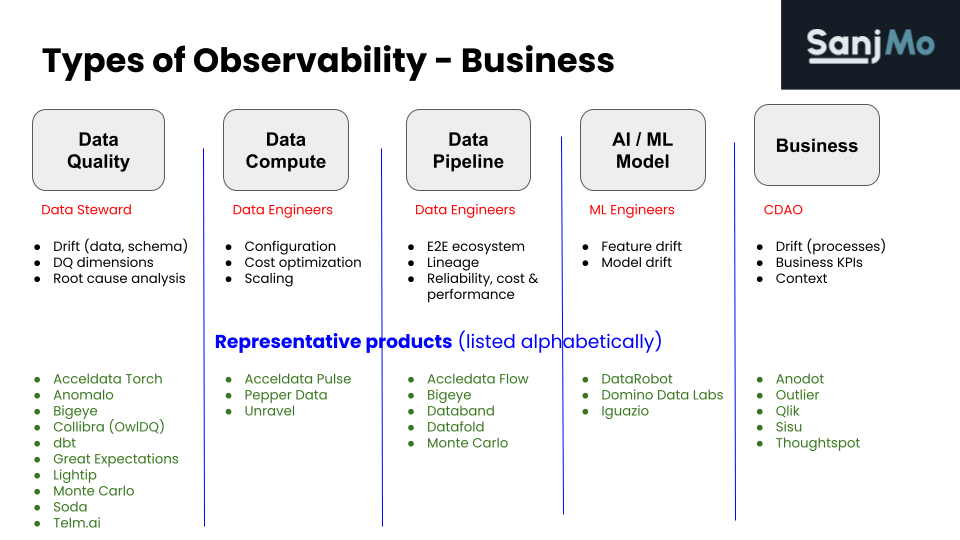 SanjMo
Types of Observability - Business
Data
Quality
Data Steward
● Drift (data, schema)
● DQ dimensions
● Root cause analysis
Data
Compute
Data Engineers
● Configuration
● Cost optimization
● Scaling
Data
Pipeline
Data Engineers
● E2E ecosystem
● Lineage
● Reliability, cost &
performance
AI / ML
Model
ML Engineers
● Feature drift
● Model drift
Business
CDAO
● Drift (processes)
● Business KPIs
● Context
Representative products (listed alphabetically)
● Acceldata Torch
● Anomalo
● Bigeye
● Collibra (OwlDQ)
● dbt
● Great Expectations
● Lightip
● Monte Carlo
● Soda
● Telm.ai
● Acceldata Pulse
● Pepper Data
● Unravel
● Accledata Flow
● Bigeye
● Databand
● Datafold
● Monte Carlo
● DataRobot
● Domino Data Labs
● Iguazio
● Anodot
● Outlier
● Qlik
● Sisu
● Thoughtspot